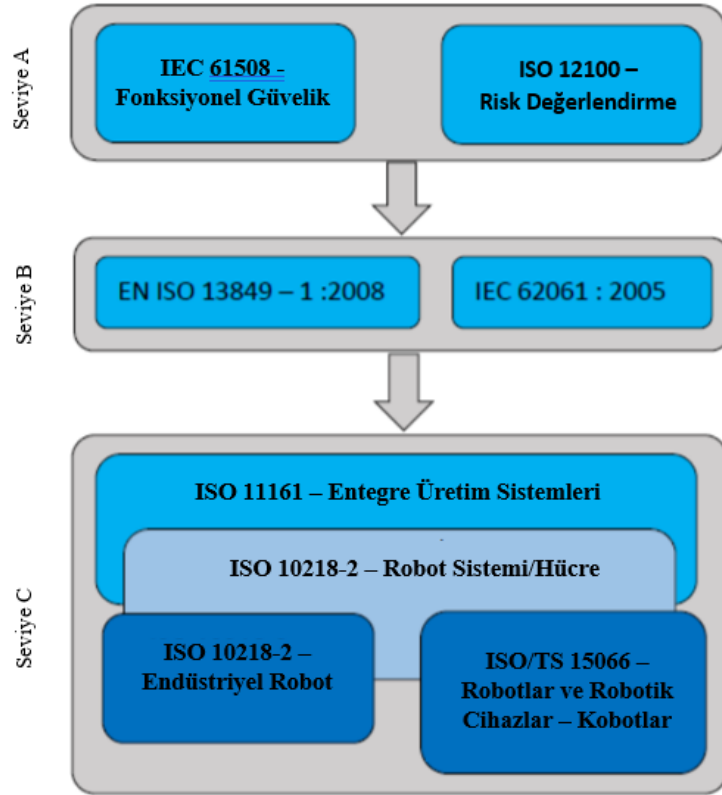 Seviye A
IEC 61508 -
Fonksiyonel Güvelik
ISO 12100 –
Risk Değerlendirme
Seviye B
EN ISO 13849 – 1 :2008
IEC 62061 : 2005
Seviye C
ISO 11161 – Entegre Üretim Sistemleri
ISO 10218-2 – Robot Sistemi/Hücre
ISO 10218-2 –
Endüstriyel Robot
ISO/TS 15066 –
Robotlar ve Robotik
Cihazlar – Kobotlar